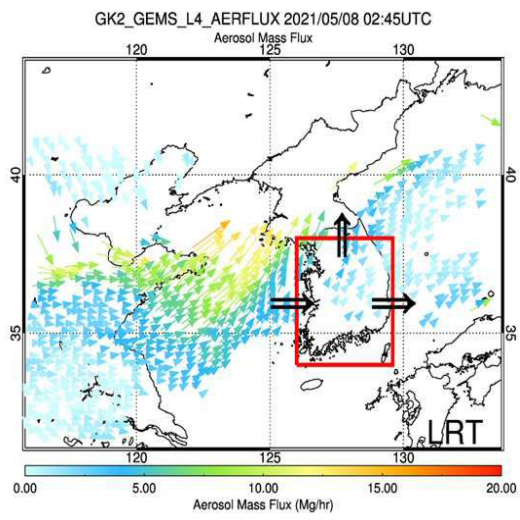 GK2_GEMS_L4_AERFLUX 2021/05/08 02:45UTC
Aerosol Mass Flux
120 125 130
40 40
35 35
LRT
120 125 130
0.00 5.00 10.00 15.00 20.00
Aerosol Mass Flux (Mg/hr)